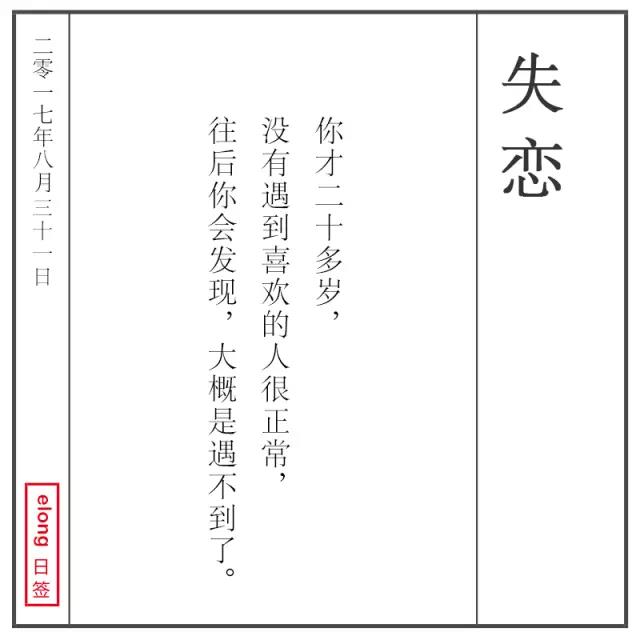 失恋
你才二十多岁，
没有遇到喜欢的人很正常，
往后你会发现，大概是遇不到了。
二零一七年八月三十一日
elong 日签